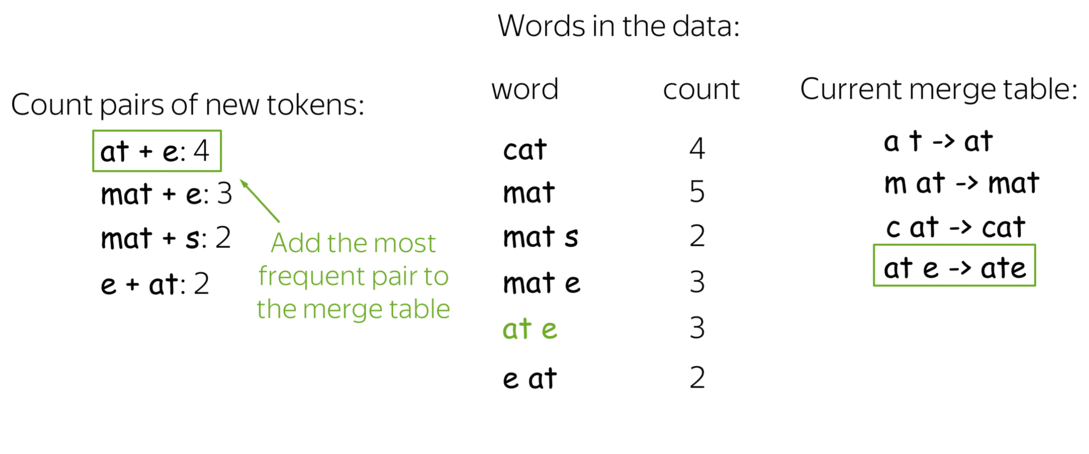 Words in the data:
Count pairs of new tokens:
at + e: 4
mat + e: 3
mat + s: 2
e + at: 2
Add the most
frequent pair to
the merge table
word count
cat 4
mat 5
mat s 2
mat e 3
at e 3
e at 2
Current merge table:
a t -> at
m at -> mat
c at -> cat
at e -> ate